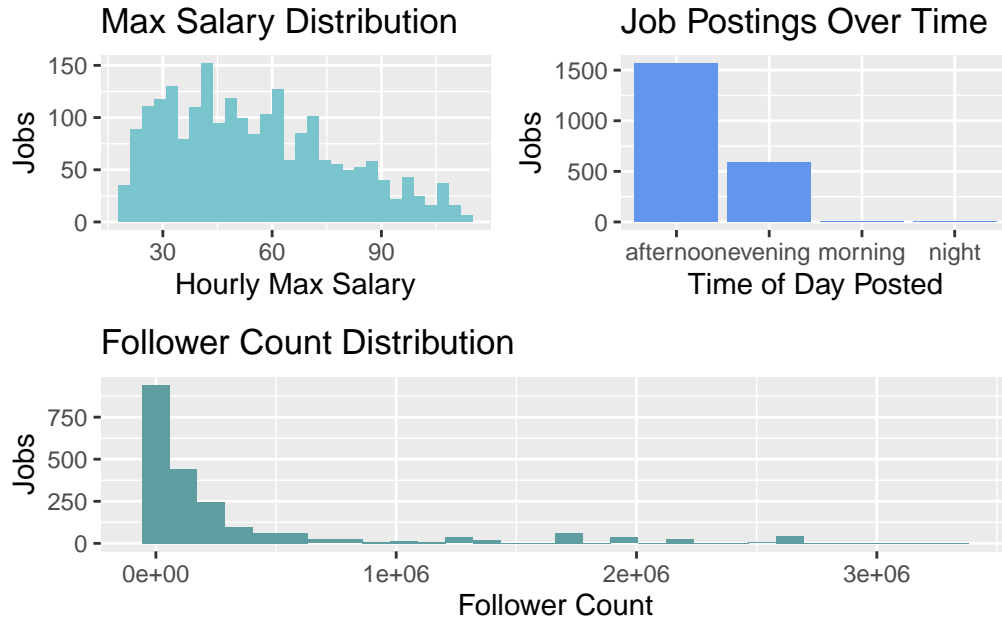 Max Salary Distribution
150
100
50
0
Jobs
30 60 90
Hourly Max Salary
Job Postings Over Time
1500
1000
500
0
Jobs
afternoon evening morning night
Time of Day Posted
Follower Count Distribution
750
500
250
0
Jobs
0e+00 1e+06 2e+06 3e+06
Follower Count